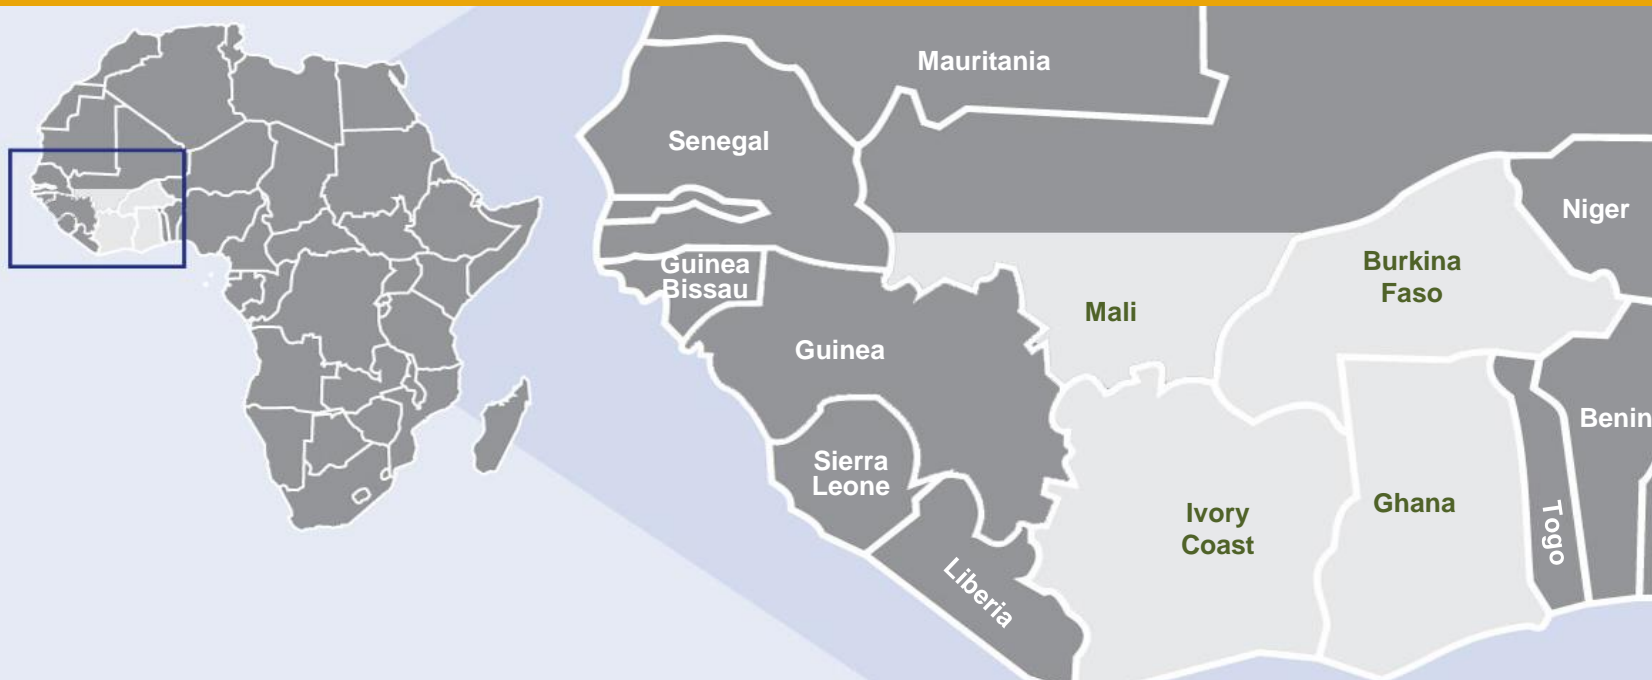 Mauritania
Senegal
Niger
Guinea
Bissau
Burkina
Faso
Mali
Guinea
Benin
Sierra
Leone
Ivory
Coast
Ghana
Togo
Liberia